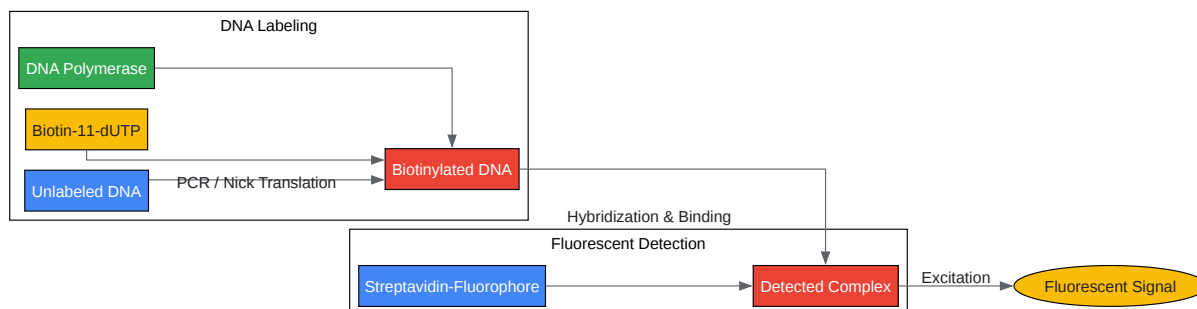 DNA Labeling
DNA Polymerase
Biotin-11-dUTP
Unlabeled DNA
PCR / Nick Translation
Biotinylated DNA
Hybridization & Binding
Fluorescent Detection
Streptavidin-Fluorophore
Detected Complex
Excitation
Fluorescent Signal